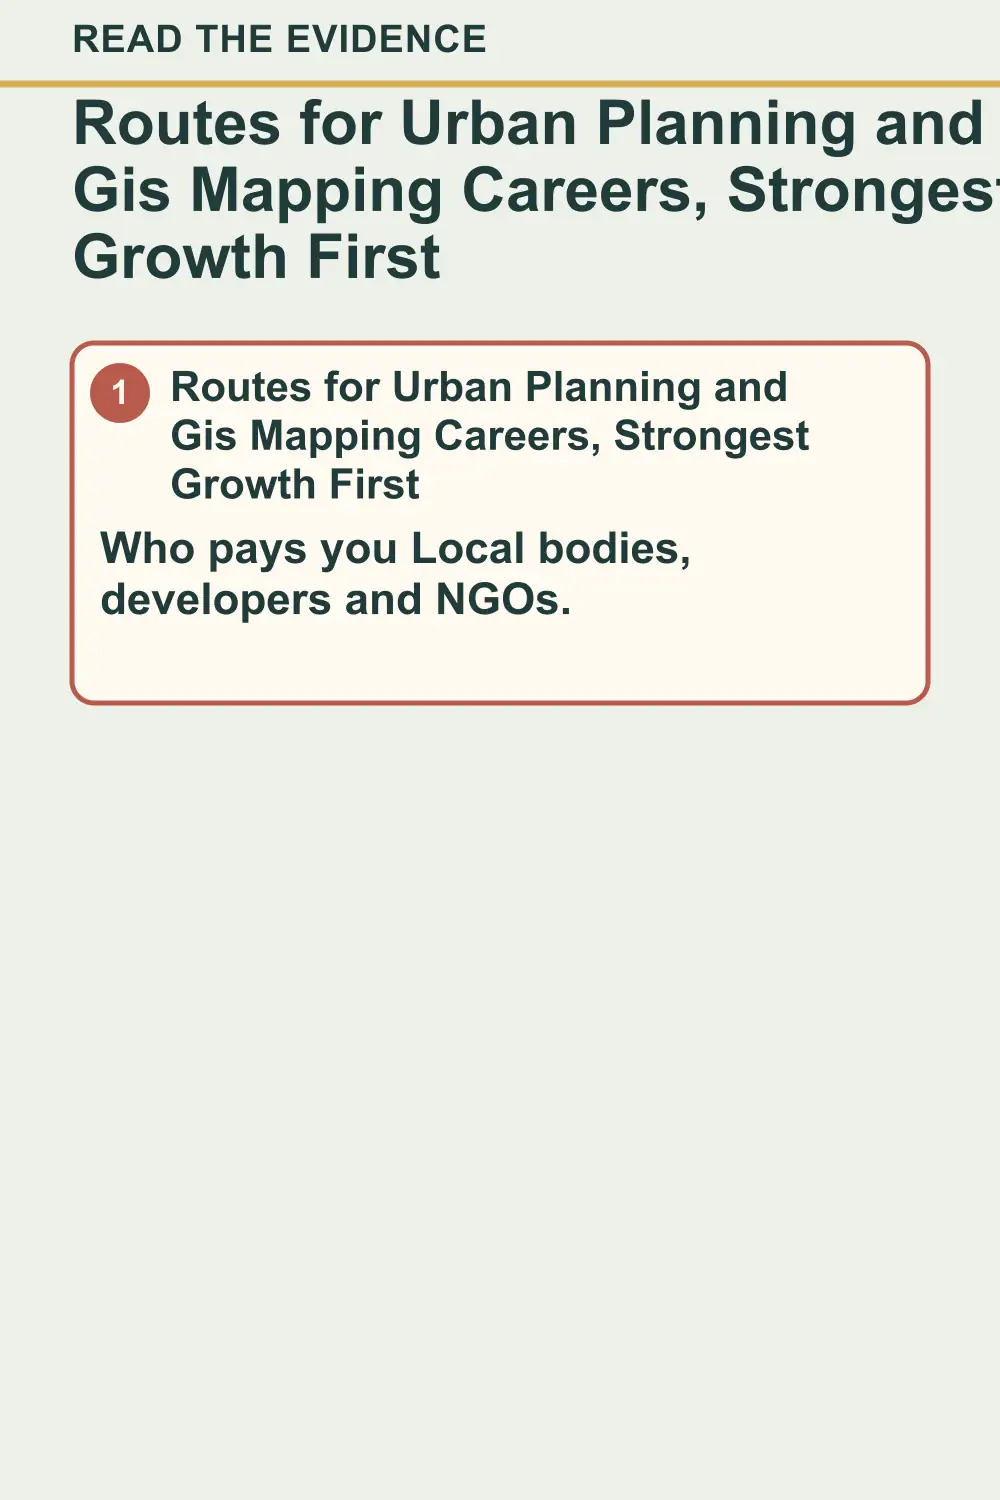 READ THE EVIDENCE
Routes for Urban Planning and
Gis Mapping Careers, Strongest
Growth First
1
Routes for Urban Planning and
Gis Mapping Careers, Strongest
Growth First
Who pays you Local bodies,
developers and NGOs.